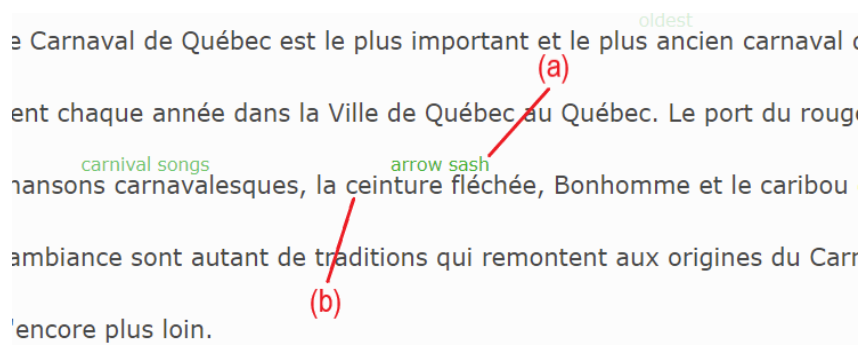 oldest
e Carnaval de Québec est le plus important et le plus ancien carnaval
(a)
ent chaque année dans la Ville de Québec au Québec. Le port du rouge
carnival songs arrow sash
hansons carnavalesques, la ceinture fléchée, Bonhomme et le caribou
ambiance sont autant de traditions qui remontent aux origines du Carn
(b)
'encore plus loin.